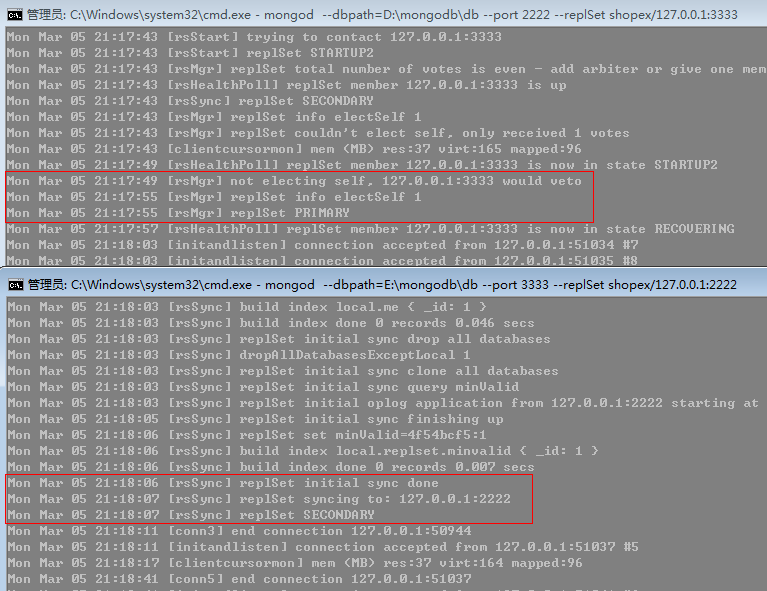 管理员: C:\Windows\system32\cmd.exe - mongod  --dbpath=D:\mongodb\db --port 2222 --replSet shopex/127.0.0.1:3333
Mon Mar 05 21:17:43 [rsStart] trying to contact 127.0.0.1:3333
Mon Mar 05 21:17:43 [rsStart] replSet STARTUP2
Mon Mar 05 21:17:43 [rsMgr] replSet total number of votes is even - add arbiter or give one mem
Mon Mar 05 21:17:43 [rsHealthPoll] replSet member 127.0.0.1:3333 is up
Mon Mar 05 21:17:43 [rsSync] replSet SECONDARY
Mon Mar 05 21:17:43 [rsMgr] replSet info electSelf 1
Mon Mar 05 21:17:43 [rsMgr] replSet couldn't elect self, only received 1 votes
Mon Mar 05 21:17:43 [clientcursormon] mem (MB) res:37 virt:165 mapped:96
Mon Mar 05 21:17:49 [rsHealthPoll] replSet member 127.0.0.1:3333 is now in state STARTUP2
Mon Mar 05 21:17:49 [rsMgr] not electing self, 127.0.0.1:3333 would veto
Mon Mar 05 21:17:55 [rsMgr] replSet info electSelf 1
Mon Mar 05 21:17:55 [rsMgr] replSet PRIMARY
Mon Mar 05 21:17:57 [rsHealthPoll] replSet member 127.0.0.1:3333 is now in state RECOVERING
Mon Mar 05 21:18:03 [initandlisten] connection accepted from 127.0.0.1:51034 #7
Mon Mar 05 21:18:03 [initandlisten] connection accepted from 127.0.0.1:51035 #8
管理员: C:\Windows\system32\cmd.exe - mongod  --dbpath=E:\mongodb\db --port 3333 --replSet shopex/127.0.0.1:2222
Mon Mar 05 21:18:03 [rsSync] build index local.me { _id: 1 }
Mon Mar 05 21:18:03 [rsSync] build index done 0 records 0.046 secs
Mon Mar 05 21:18:03 [rsSync] replSet initial sync drop all databases
Mon Mar 05 21:18:03 [rsSync] dropAllDatabasesExceptLocal 1
Mon Mar 05 21:18:03 [rsSync] replSet initial sync clone all databases
Mon Mar 05 21:18:03 [rsSync] replSet initial sync query minValid
Mon Mar 05 21:18:03 [rsSync] replSet initial oplog application from 127.0.0.1:2222 starting at
Mon Mar 05 21:18:05 [rsSync] replSet initial sync finishing up
Mon Mar 05 21:18:06 [rsSync] replSet set minValid=4f54bcf5:1
Mon Mar 05 21:18:06 [rsSync] build index local.replset.minvalid { _id: 1 }
Mon Mar 05 21:18:06 [rsSync] build index done 0 records 0.007 secs
Mon Mar 05 21:18:06 [rsSync] replSet initial sync done
Mon Mar 05 21:18:07 [rsSync] replSet syncing to: 127.0.0.1:2222
Mon Mar 05 21:18:07 [rsSync] replSet SECONDARY
Mon Mar 05 21:18:11 [conn3] end connection 127.0.0.1:50944
Mon Mar 05 21:18:11 [initandlisten] connection accepted from 127.0.0.1:51037 #5
Mon Mar 05 21:18:17 [clientcursormon] mem (MB) res:37 virt:164 mapped:96
Mon Mar 05 21:18:41 [conn5] end connection 127.0.0.1:51037